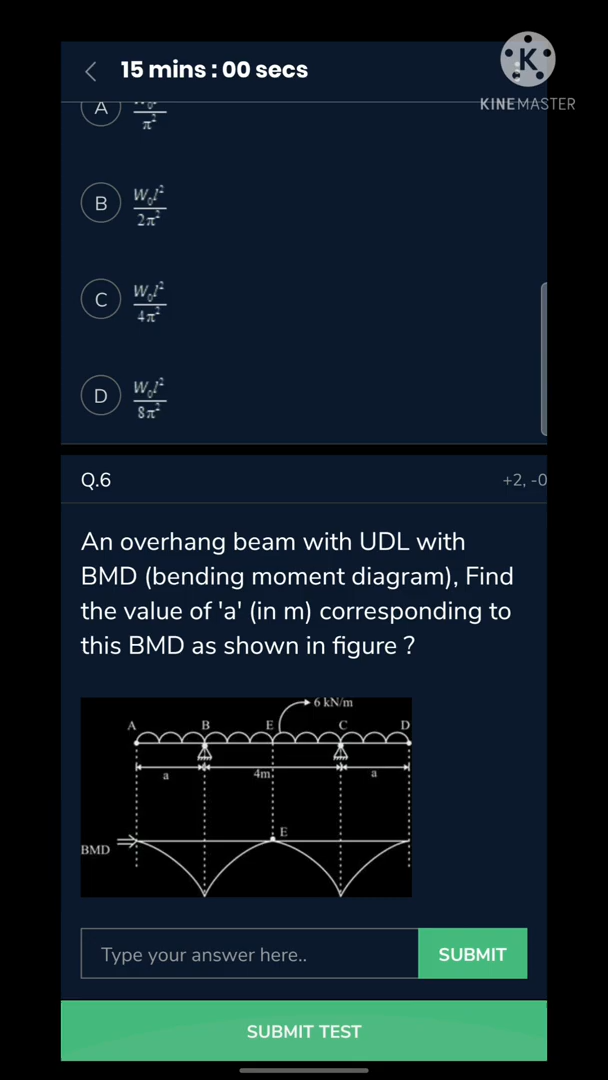 15 mins : 00 secs
K
KINEMASTER
A
π²
B W₀l²
2π²
C W₀l²
4π²
D W₀l²
8π²
Q.6 +2, -0
An overhang beam with UDL with
BMD (bending moment diagram), Find
the value of 'a' (in m) corresponding to
this BMD as shown in figure ?
6 kN/m
A B E C D
a 4m a
E
BMD
Type your answer here.. SUBMIT
SUBMIT TEST